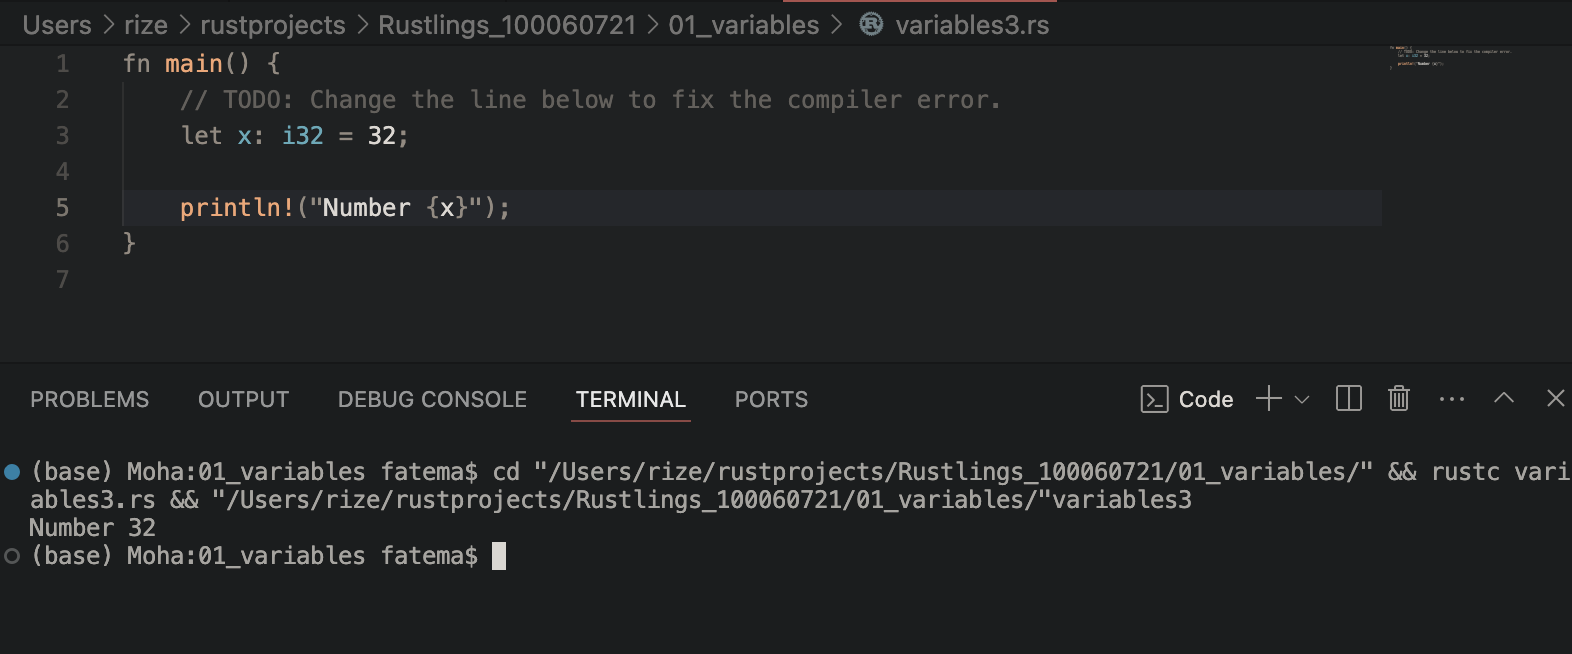 Users > rize > rustprojects > Rustlings_100060721 > 01_variables > variables3.rs
1 fn main() {
2 // TODO: Change the line below to fix the compiler error.
3 let x: i32 = 32;
4
5 println!("Number {x}");
6 }
7
PROBLEMS OUTPUT DEBUG CONSOLE TERMINAL PORTS Code
(base) Moha:01_variables fatema$ cd "/Users/rize/rustprojects/Rustlings_100060721/01_variables/" && rustc vari
ables3.rs && "/Users/rize/rustprojects/Rustlings_100060721/01_variables/"variables3
Number 32
(base) Moha:01_variables fatema$